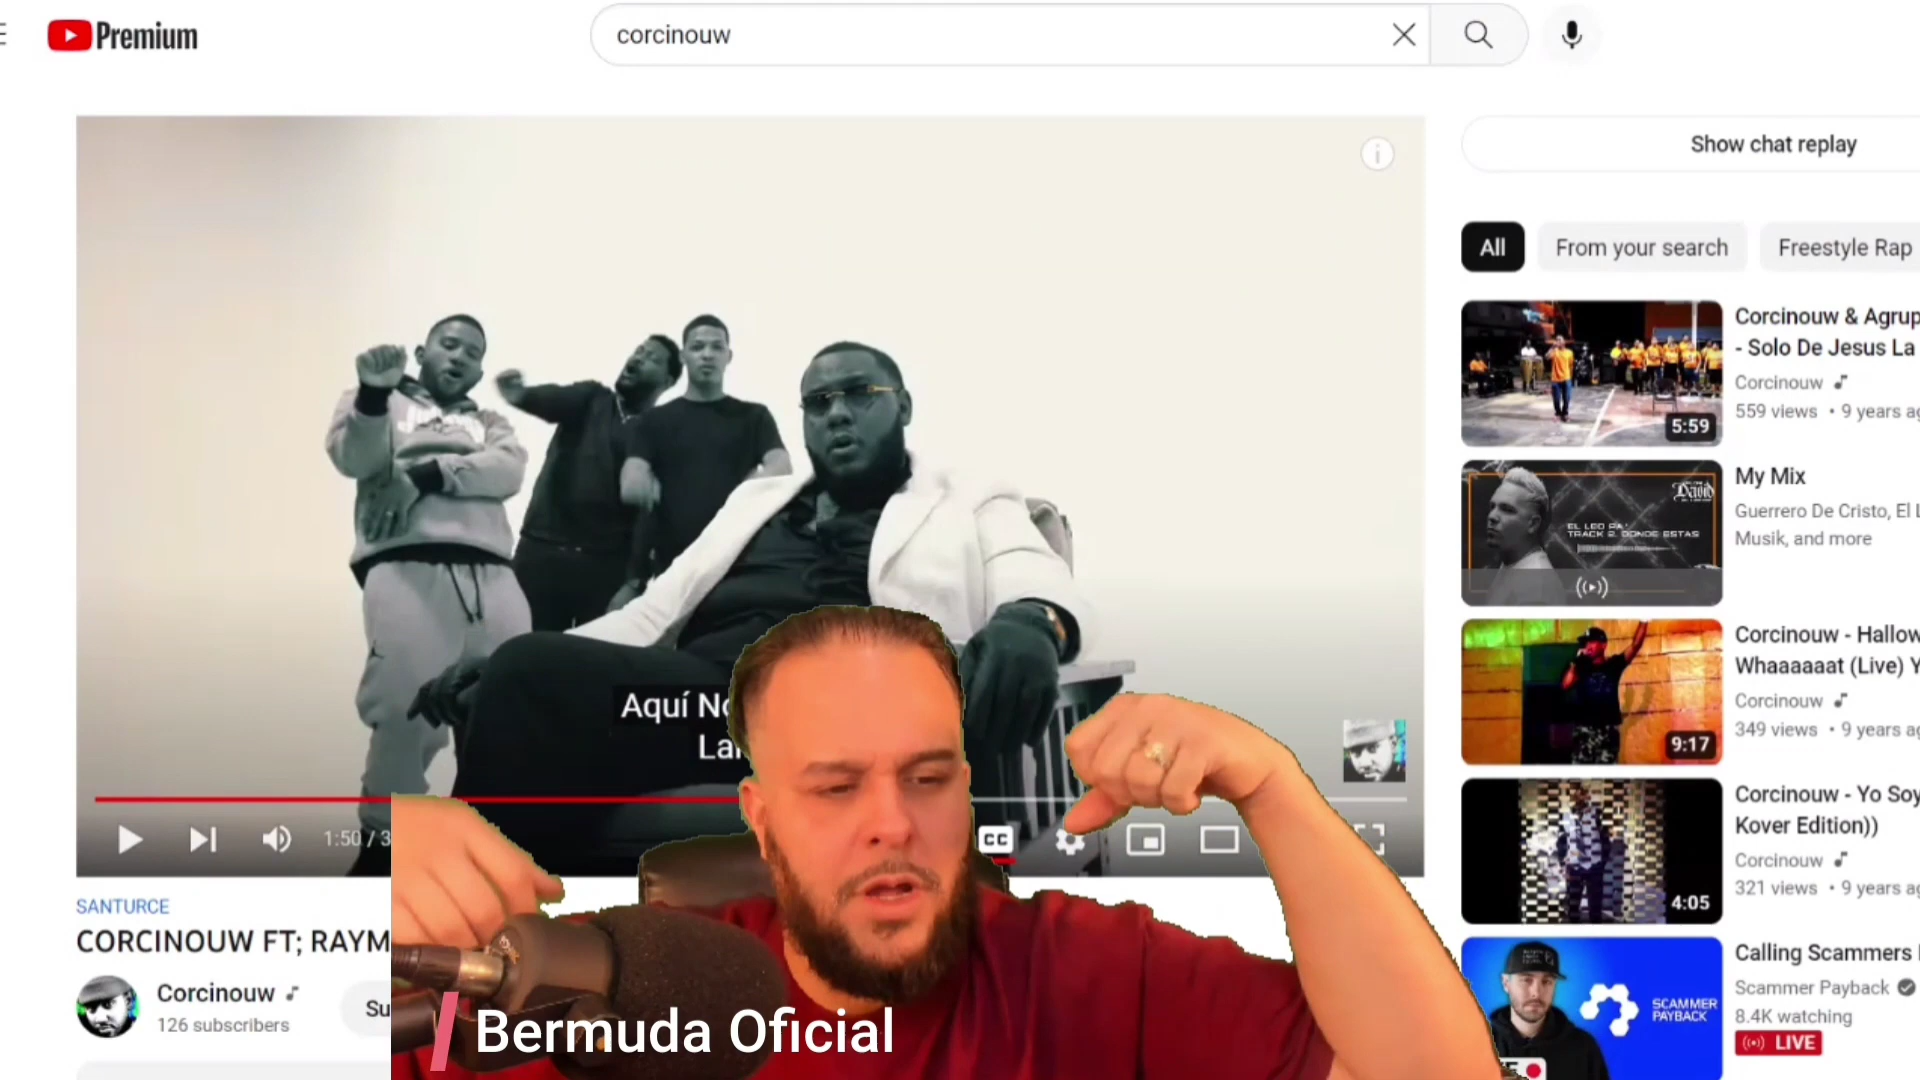 Premium
corcinouw
Show chat replay
All
From your search
Freestyle Rap
Aquí
CC
1:50 / 3
SANTURCE
CORCINOUW FT; RAYM
Corcinouw
126 subscribers
Su
Bermuda Oficial
5:59
Corcinouw & Agrup
- Solo De Jesus La
Corcinouw
559 views • 9 years ag
David
EL LEO PA'
TRACK 2. DONDE ESTAS
My Mix
Guerrero De Cristo, El L
Musik, and more
9:17
Corcinouw - Hallow
Whaaaaaat (Live) Y
Corcinouw
349 views • 9 years ag
4:05
Corcinouw - Yo Soy
Kover Edition))
Corcinouw
321 views • 9 years ag
SCAMMER
PAYBACK
Calling Scammers
Scammer Payback
8.4K watching
LIVE